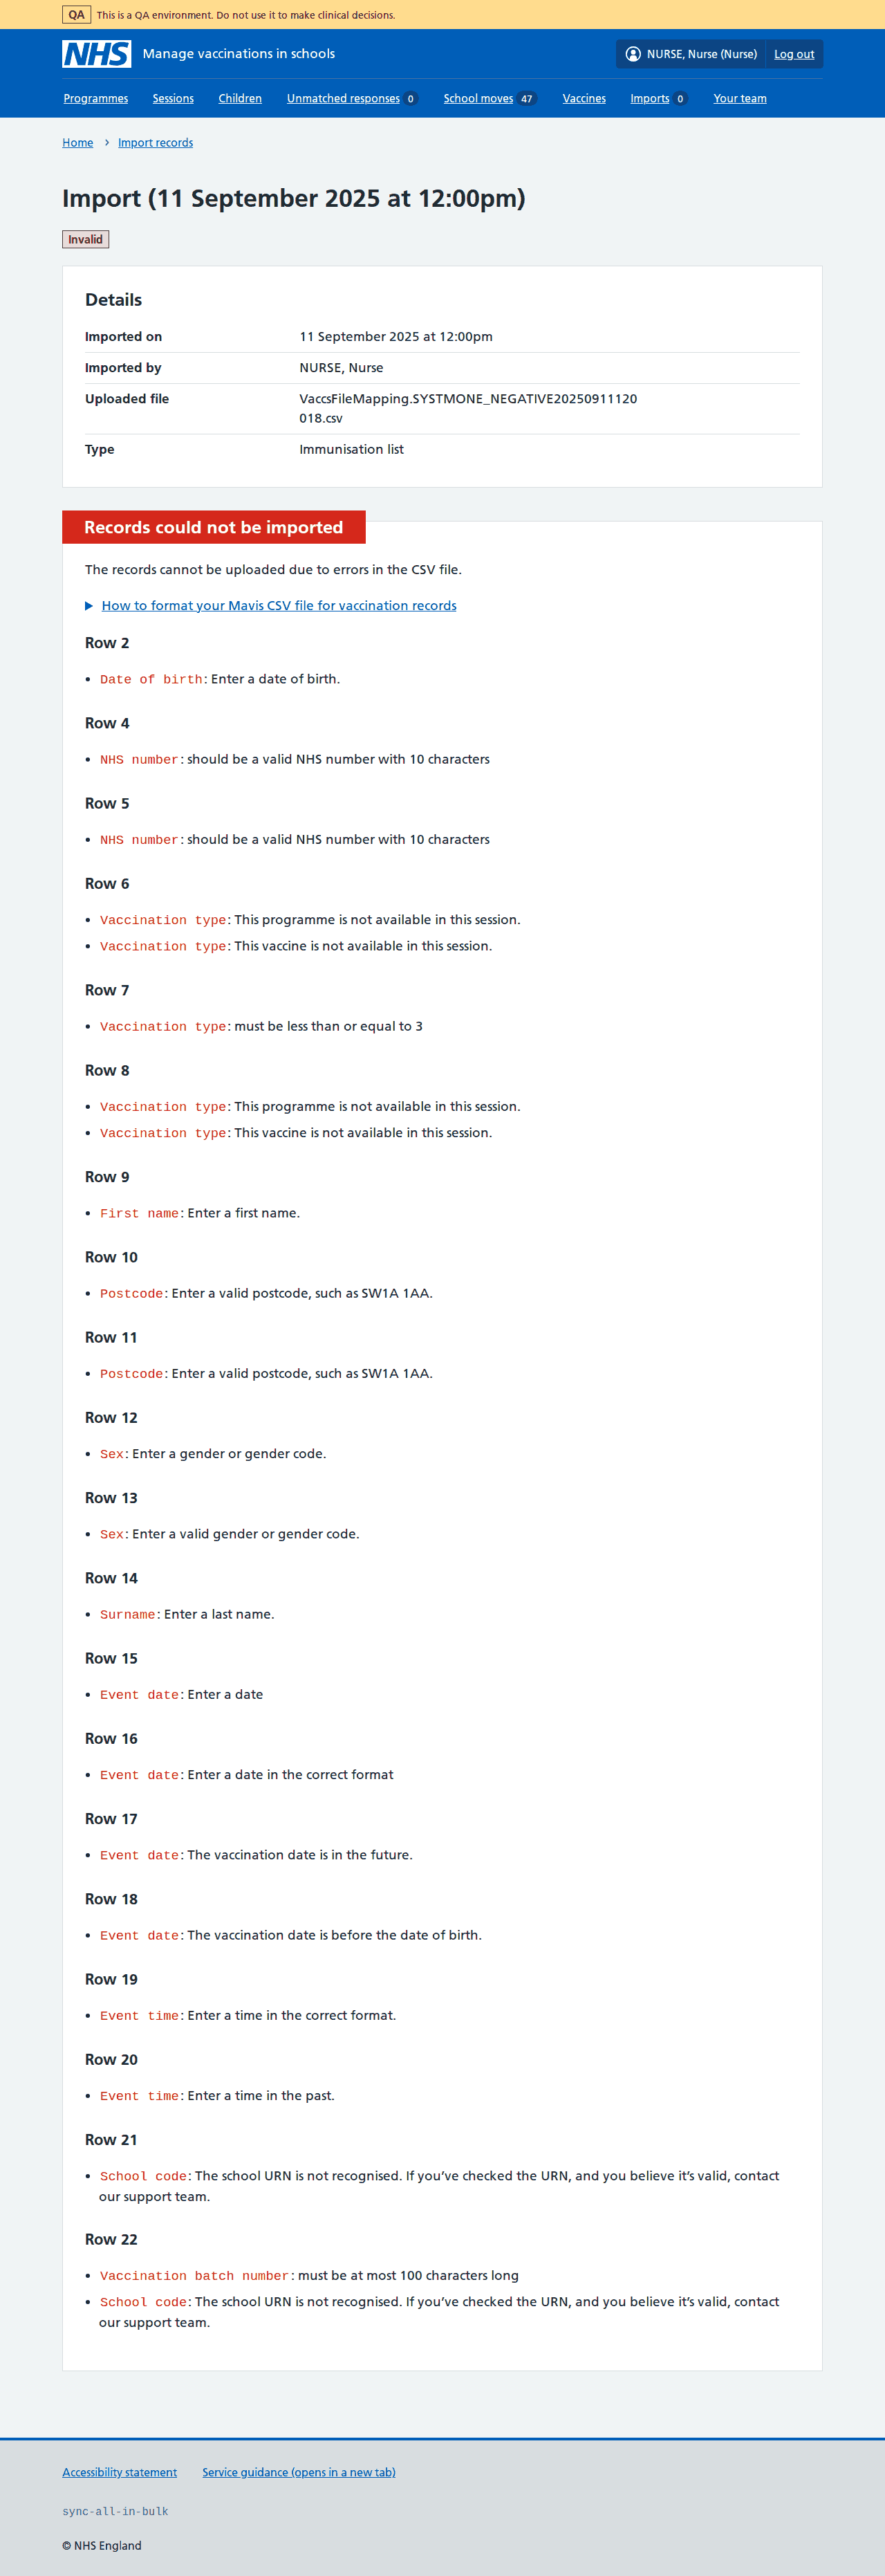 QA This is a QA environment. Do not use it to make clinical decisions.
NHS Manage vaccinations in schools NURSE, Nurse (Nurse) Log out
Programmes Sessions Children Unmatched responses 0 School moves 47 Vaccines Imports 0 Your team
Home › Import records
Import (11 September 2025 at 12:00pm)
Invalid
Details
Imported on 11 September 2025 at 12:00pm
Imported by NURSE, Nurse
Uploaded file VaccsFileMapping.SYSTMONE_NEGATIVE20250911120
018.csv
Type Immunisation list
Records could not be imported
The records cannot be uploaded due to errors in the CSV file.
How to format your Mavis CSV file for vaccination records
Row 2
• Date of birth: Enter a date of birth.
Row 4
• NHS number: should be a valid NHS number with 10 characters
Row 5
• NHS number: should be a valid NHS number with 10 characters
Row 6
• Vaccination type: This programme is not available in this session.
• Vaccination type: This vaccine is not available in this session.
Row 7
• Vaccination type: must be less than or equal to 3
Row 8
• Vaccination type: This programme is not available in this session.
• Vaccination type: This vaccine is not available in this session.
Row 9
• First name: Enter a first name.
Row 10
• Postcode: Enter a valid postcode, such as SW1A 1AA.
Row 11
• Postcode: Enter a valid postcode, such as SW1A 1AA.
Row 12
• Sex: Enter a gender or gender code.
Row 13
• Sex: Enter a valid gender or gender code.
Row 14
• Surname: Enter a last name.
Row 15
• Event date: Enter a date
Row 16
• Event date: Enter a date in the correct format
Row 17
• Event date: The vaccination date is in the future.
Row 18
• Event date: The vaccination date is before the date of birth.
Row 19
• Event time: Enter a time in the correct format.
Row 20
• Event time: Enter a time in the past.
Row 21
• School code: The school URN is not recognised. If you’ve checked the URN, and you believe it’s valid, contact
our support team.
Row 22
• Vaccination batch number: must be at most 100 characters long
• School code: The school URN is not recognised. If you’ve checked the URN, and you believe it’s valid, contact
our support team.
Accessibility statement Service guidance (opens in a new tab)
sync-all-in-bulk
© NHS England